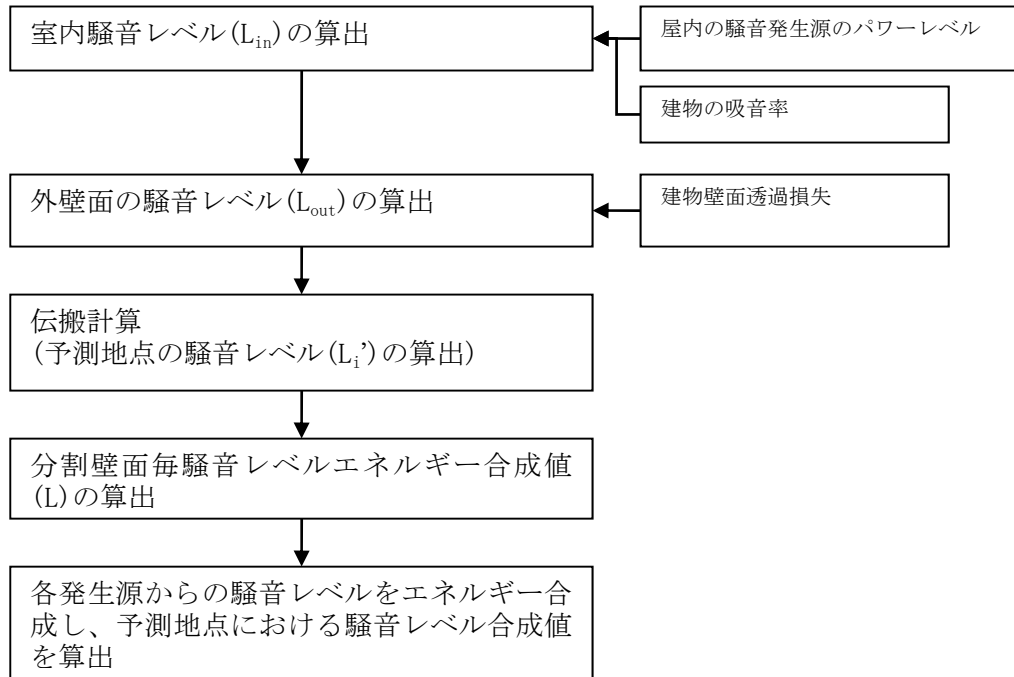 室内騒音レベル(Lin)の算出
屋内の騒音発生源のパワーレベル
建物の吸音率
外壁面の騒音レベル(Lout)の算出
建物壁面透過損失
伝搬計算
(予測地点の騒音レベル(Li’)の算出)
分割壁面毎騒音レベルエネルギー合成値
(L)の算出
各発生源からの騒音レベルをエネルギー合
成し、予測地点における騒音レベル合成値
を算出